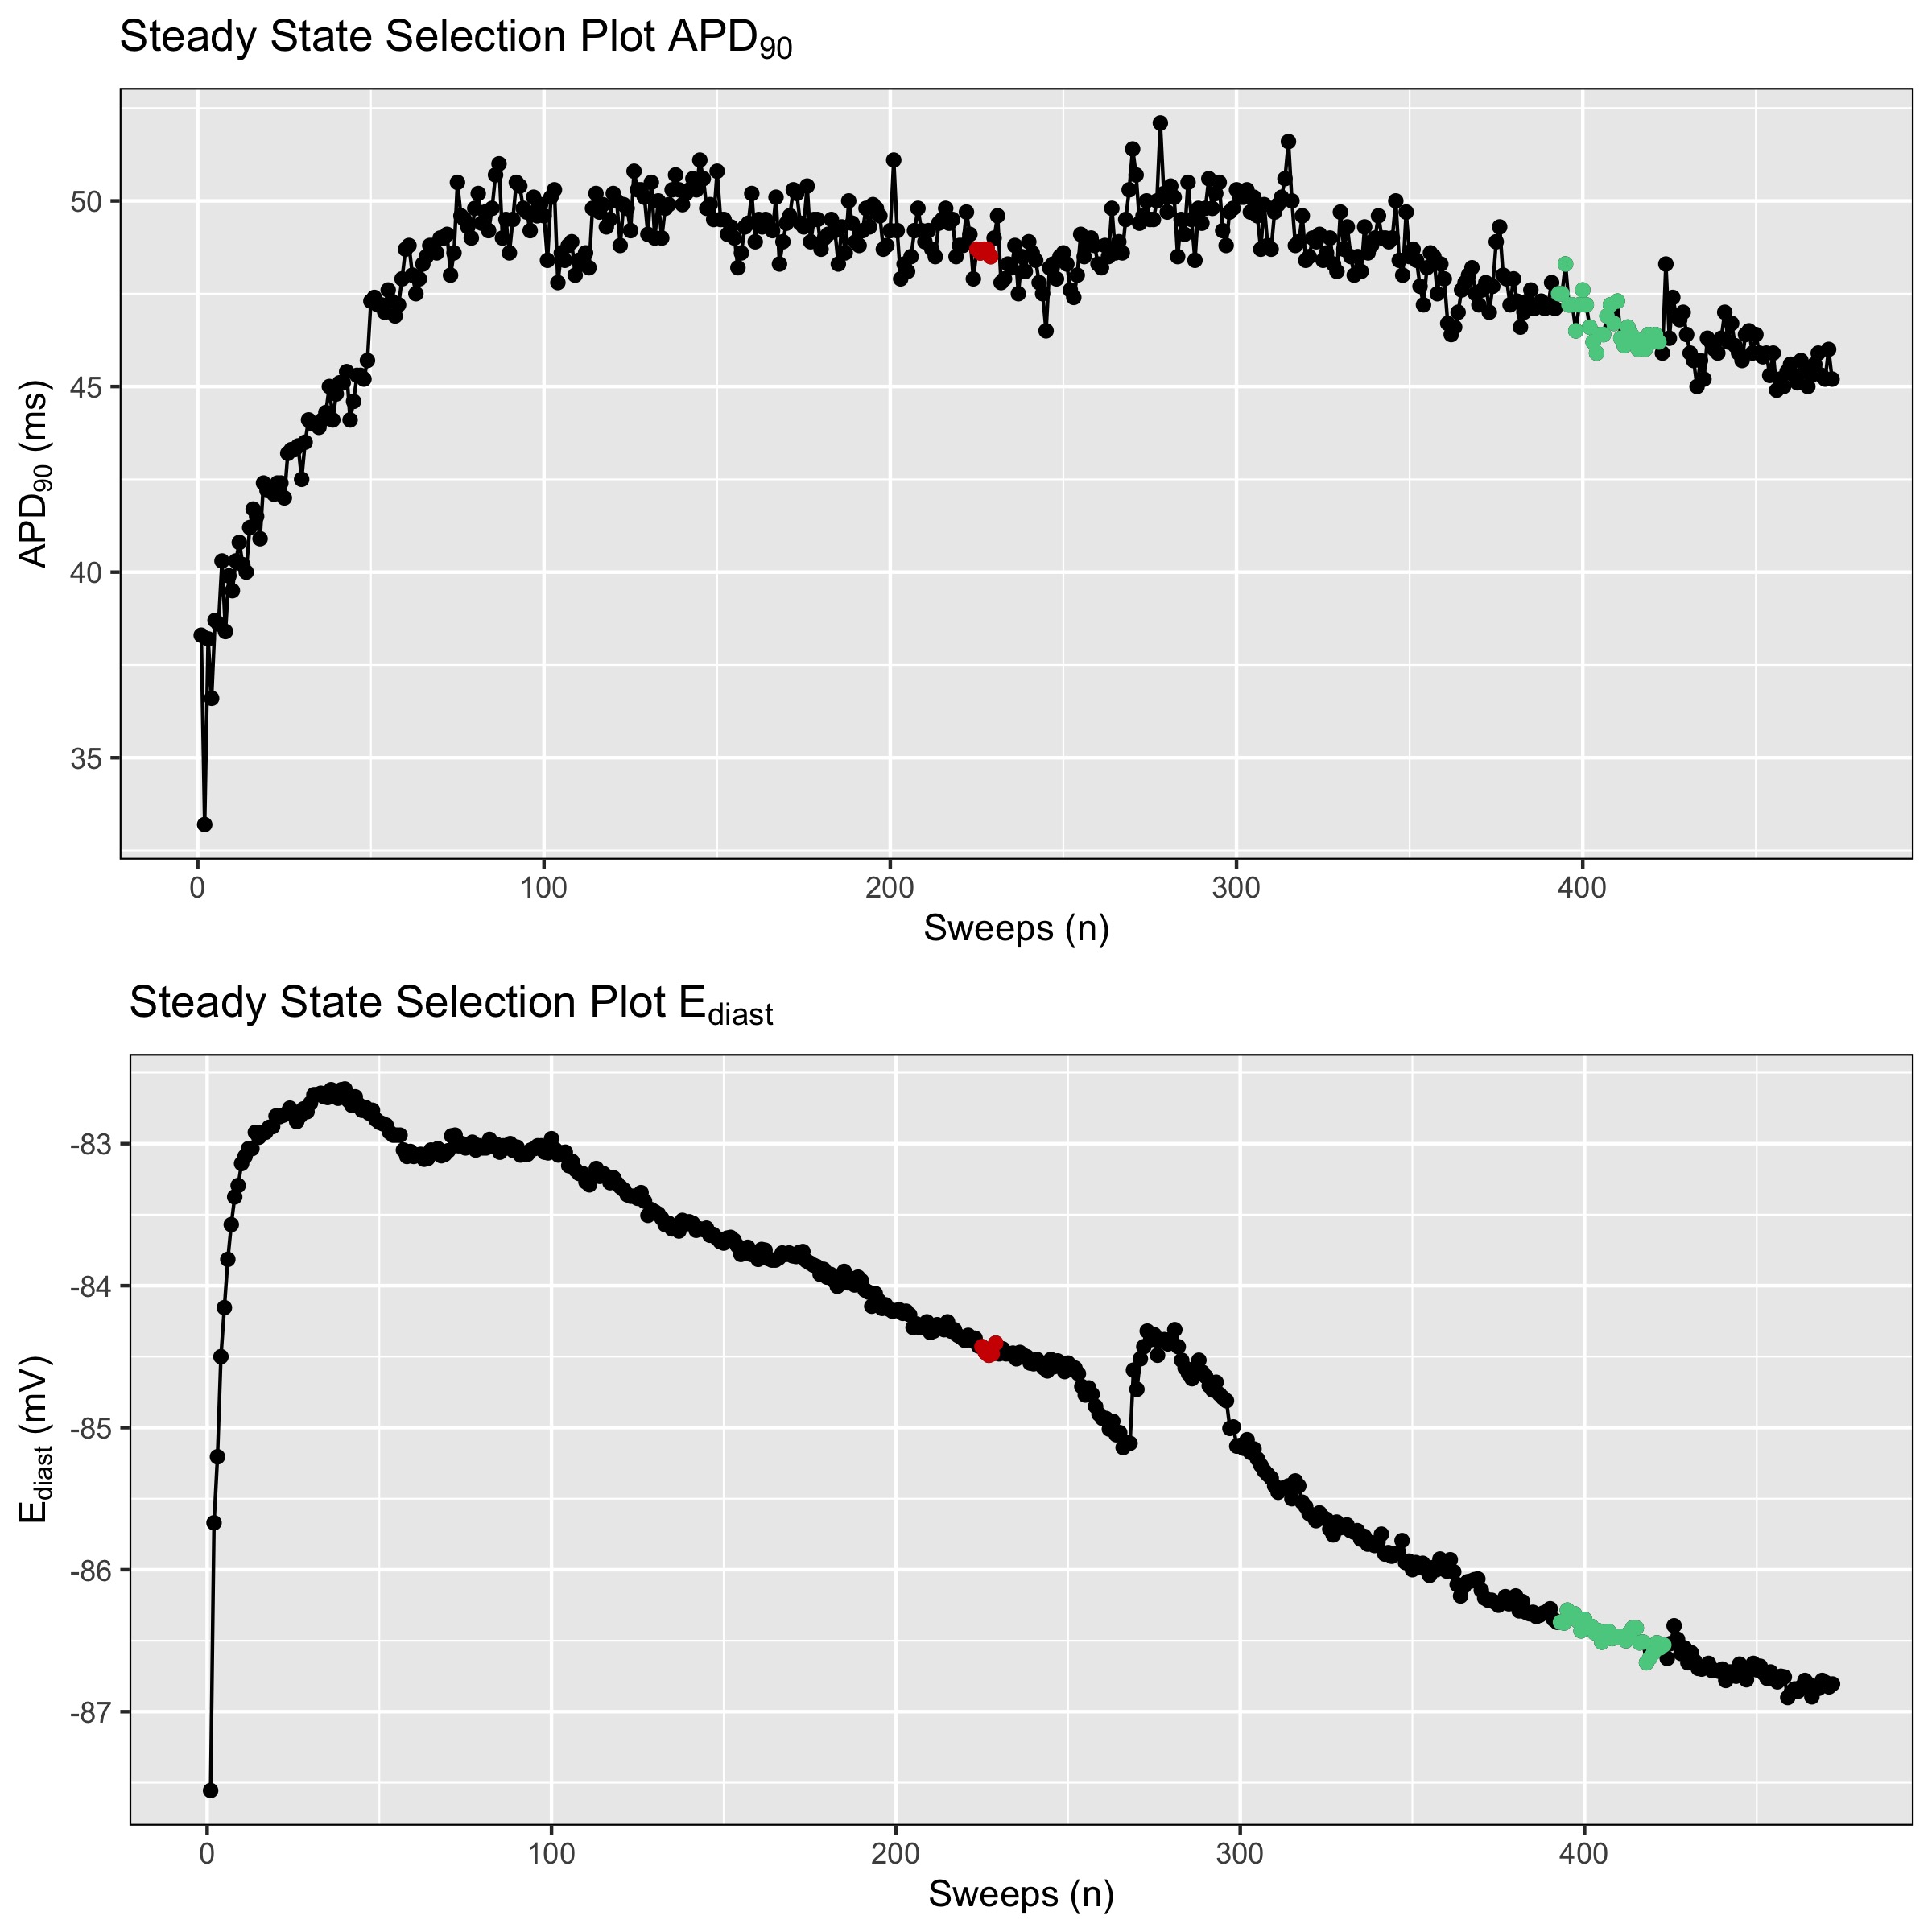 Steady State Selection Plot APD90
50
45
40
35
APD90 (ms)
0 100 200 300 400
Sweeps (n)
Steady State Selection Plot Ediast
-83
-84
-85
-86
-87
Ediast (mV)
0 100 200 300 400
Sweeps (n)